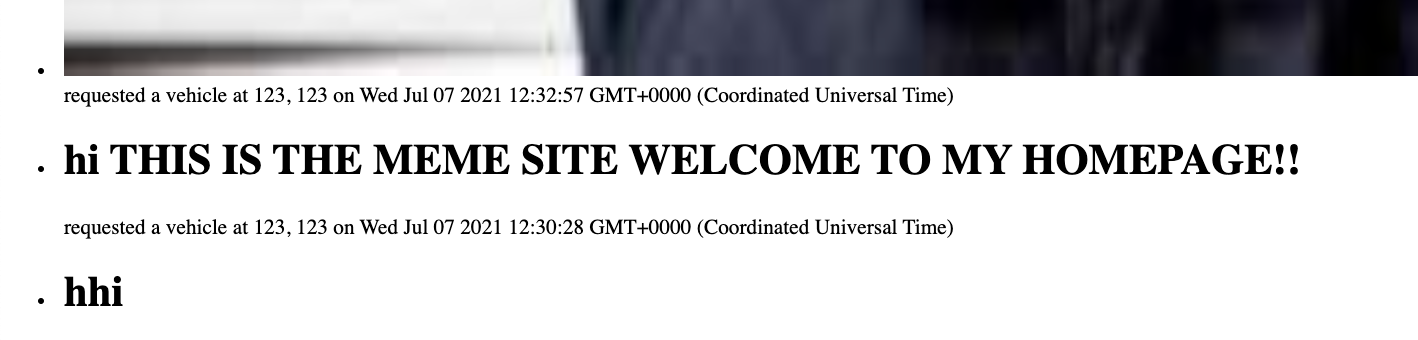 requested a vehicle at 123, 123 on Wed Jul 07 2021 12:32:57 GMT+0000 (Coordinated Universal Time)
hi THIS IS THE MEME SITE WELCOME TO MY HOMEPAGE!!
requested a vehicle at 123, 123 on Wed Jul 07 2021 12:30:28 GMT+0000 (Coordinated Universal Time)
hhi